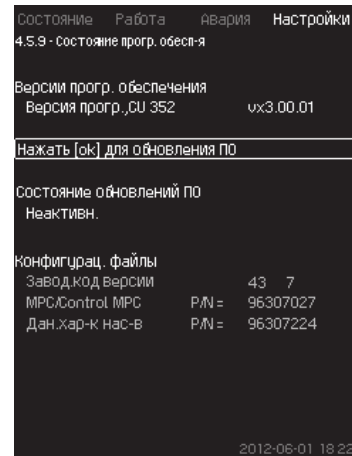 Состояние Работа Авария Настройки
4.5.9 - Состояние прогр. обесп-я
Версии прогр. обеспечения
Версия прогр.,CU 352 vx3.00.01
Нажать [ok] для обновления ПО
Состояние обновлений ПО
Неактивн.
Конфигурац. файлы
Завод.код версии 43 7
MPC/Control MPC P/N = 96307027
Дан.хар-к нас-в P/N = 96307224
2012-06-01 18:22